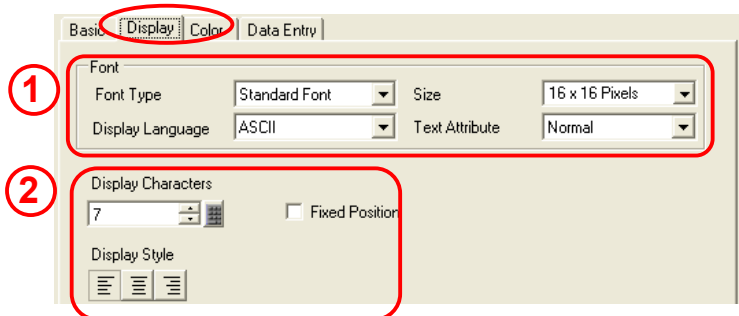 Basic Display Color Data Entry
Font
1
Font Type Standard Font Size 16 x 16 Pixels
Display Language ASCII Text Attribute Normal
2
Display Characters
7 Fixed Position
Display Style